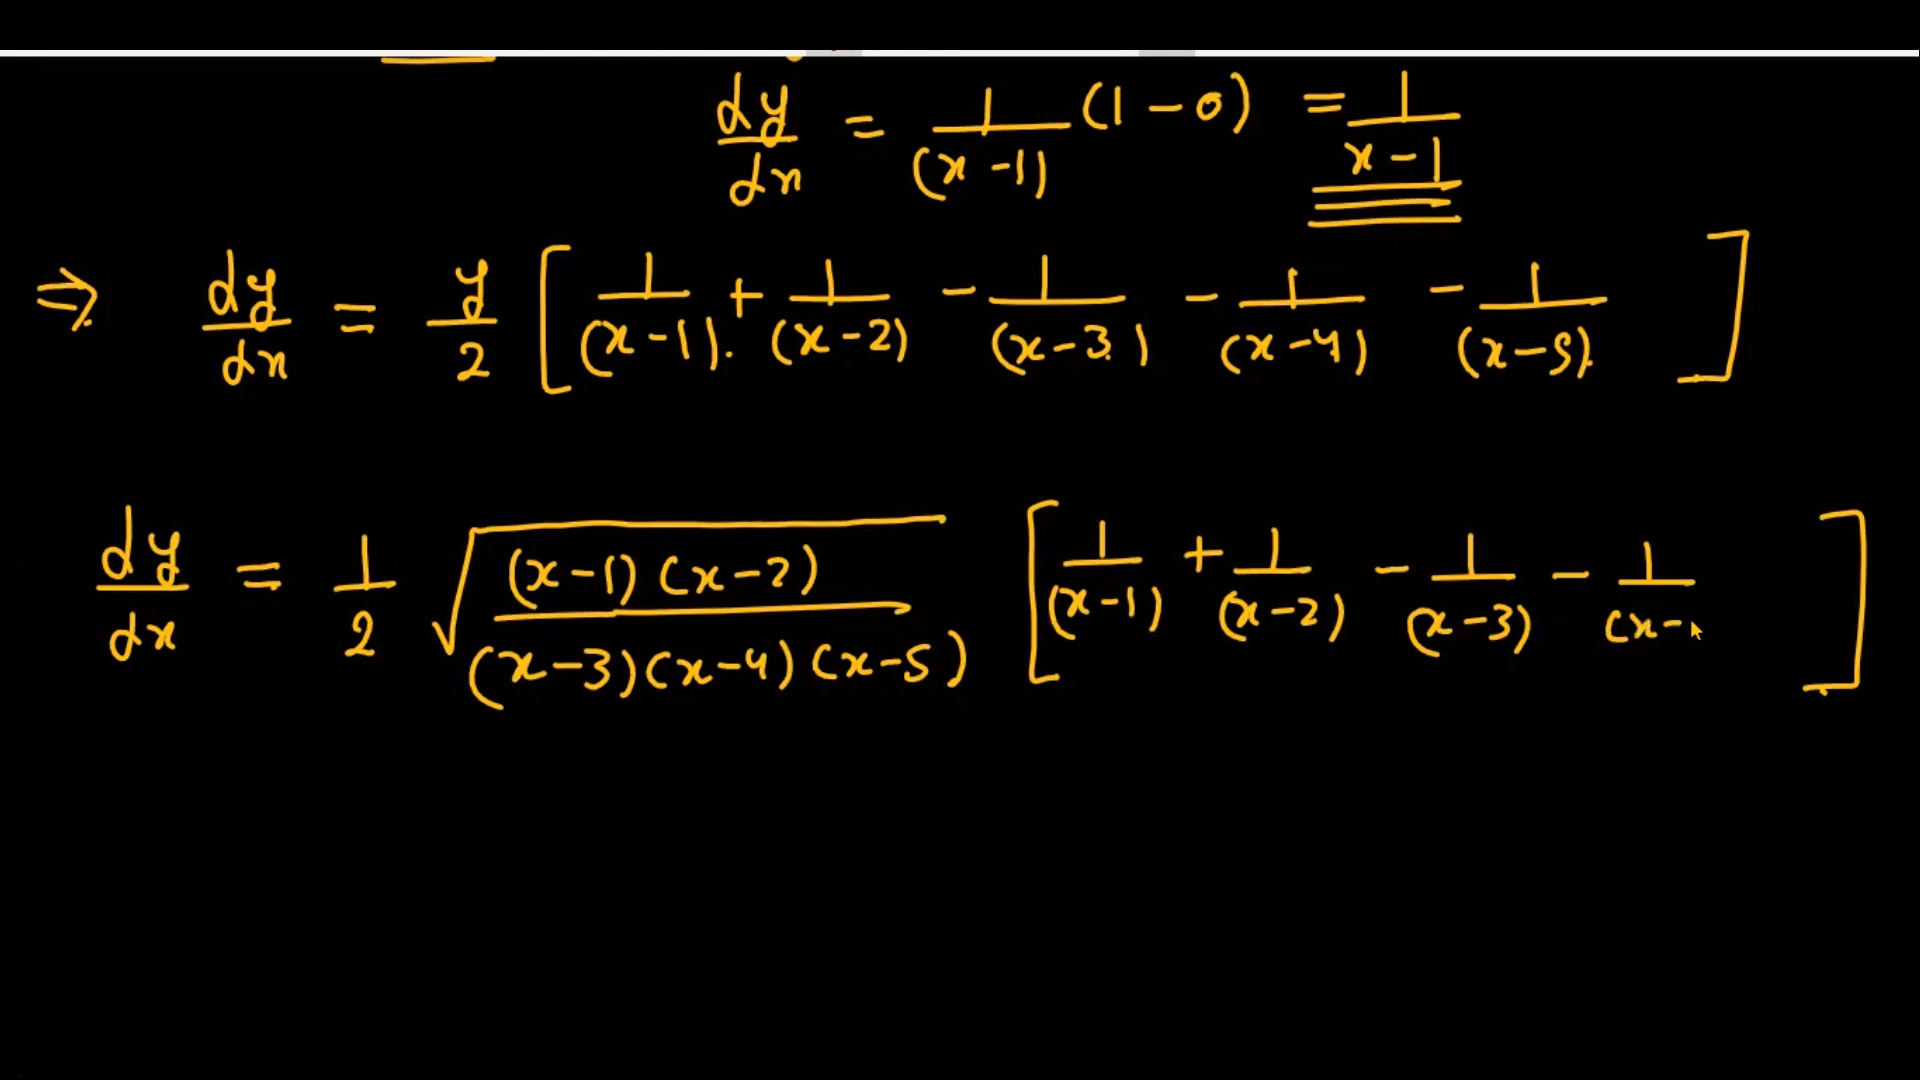 dy/dx = 1/(x-1) (1-0) = 1/x-1
⇒ dy/dx = y/2 [1/(x-1) + 1/(x-2) - 1/(x-3) - 1/(x-4) - 1/(x-5)]
dy/dx = 1/2 √(x-1)(x-2)/(x-3)(x-4)(x-5) [1/(x-1) + 1/(x-2) - 1/(x-3) - 1/(x- ]